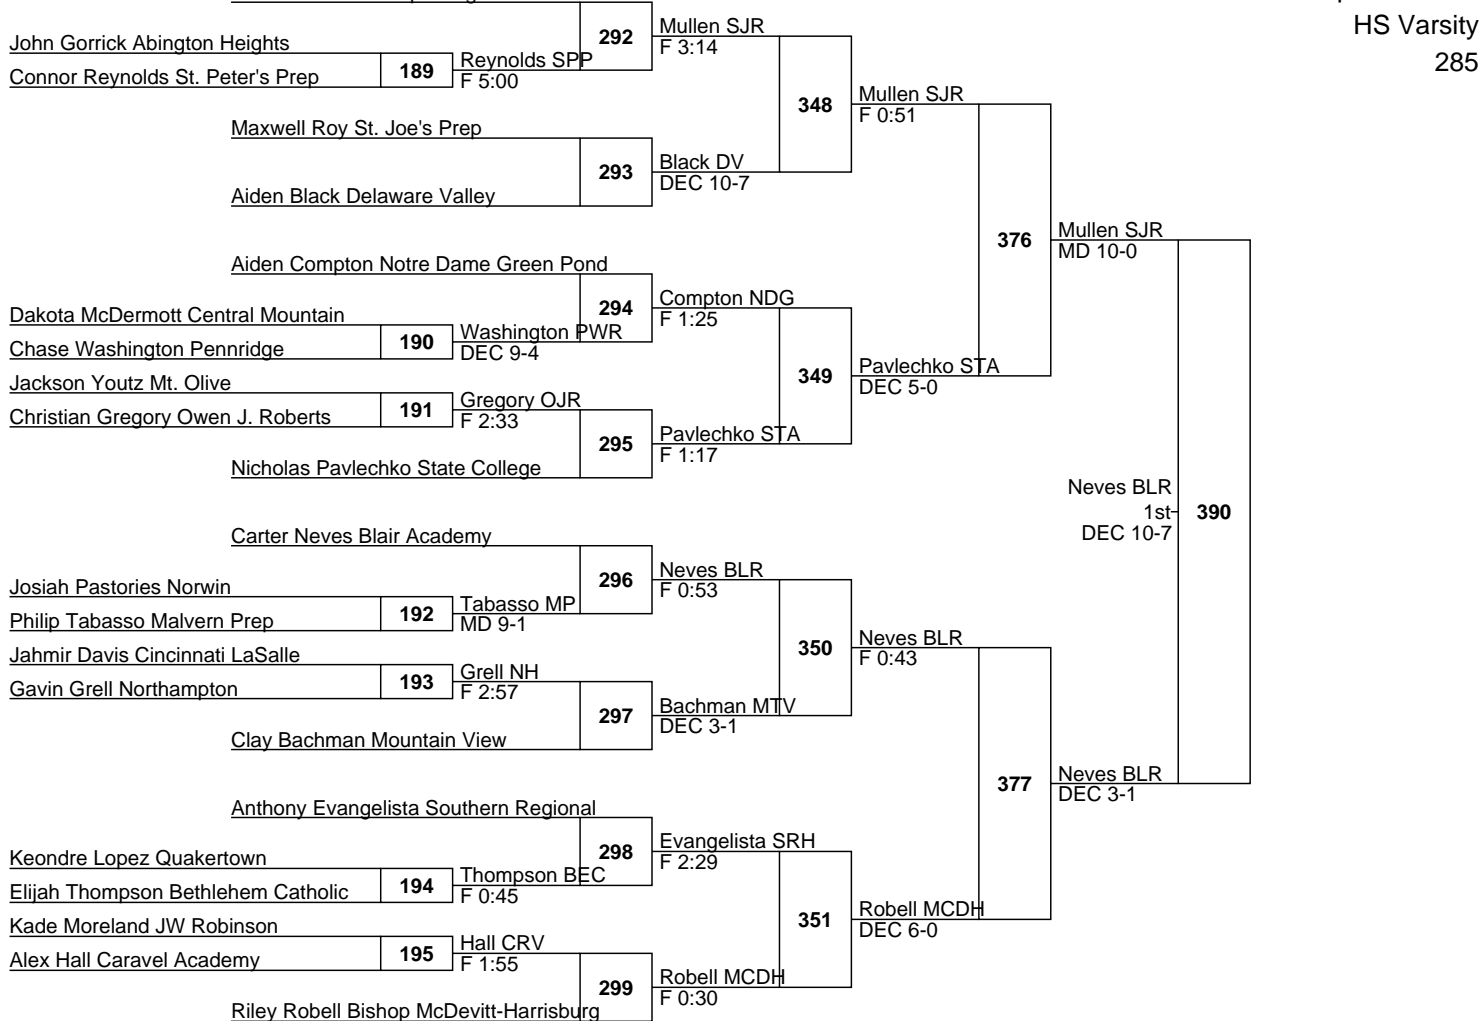 HS Varsity
285
292
Mullen SJR
F 3:14
John Gorrick Abington Heights
189
Reynolds SPP
F 5:00
Connor Reynolds St. Peter's Prep
348
Mullen SJR
F 0:51
Maxwell Roy St. Joe's Prep
293
Black DV
DEC 10-7
Aiden Black Delaware Valley
376
Mullen SJR
MD 10-0
Aiden Compton Notre Dame Green Pond
294
Compton NDG
F 1:25
Dakota McDermott Central Mountain
190
Washington PWR
DEC 9-4
Chase Washington Pennridge
349
Pavlechko STA
DEC 5-0
Jackson Youtz Mt. Olive
191
Gregory OJR
F 2:33
Christian Gregory Owen J. Roberts
295
Pavlechko STA
F 1:17
Nicholas Pavlechko State College
Neves BLR
1st
DEC 10-7
390
Carter Neves Blair Academy
296
Neves BLR
F 0:53
Josiah Pastories Norwin
192
Tabasso MP
MD 9-1
Philip Tabasso Malvern Prep
350
Neves BLR
F 0:43
Jahmir Davis Cincinnati LaSalle
193
Grell NH
F 2:57
Gavin Grell Northampton
297
Bachman MTV
DEC 3-1
Clay Bachman Mountain View
377
Neves BLR
DEC 3-1
Anthony Evangelista Southern Regional
298
Evangelista SRH
F 2:29
Keondre Lopez Quakertown
194
Thompson BEC
F 0:45
Elijah Thompson Bethlehem Catholic
351
Robell MCDH
DEC 6-0
Kade Moreland JW Robinson
195
Hall CRV
F 1:55
Alex Hall Caravel Academy
299
Robell MCDH
F 0:30
Riley Robell Bishop McDevitt-Harrisburg